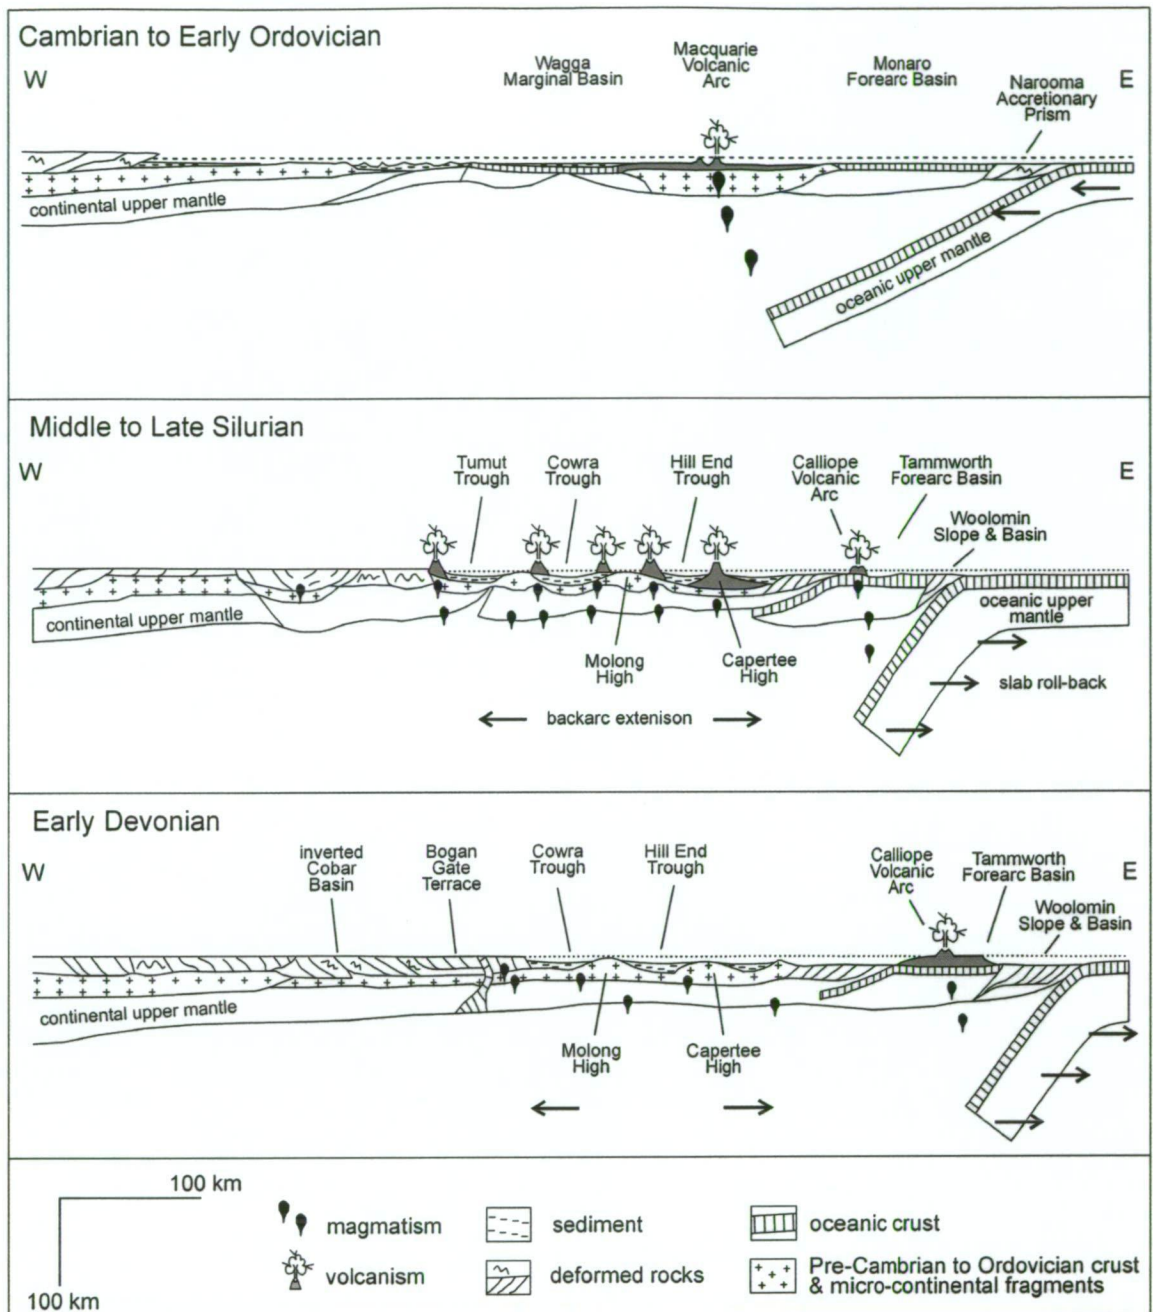 Cambrian to Early Ordovician
W
Wagga
Marginal Basin
Macquarie
Volcanic
Arc
Monaro
Forearc Basin
Narooma
Accretionary
Prism
E
continental upper mantle
oceanic upper mantle
Middle to Late Silurian
W
Tumut
Trough
Cowra
Trough
Hill End
Trough
Calliope
Volcanic
Arc
Tammworth
Forearc Basin
E
Woolomin
Slope & Basin
continental upper mantle
oceanic upper
mantle
Molong
High
Capertee
High
slab roll-back
backarc extenison
Early Devonian
W
inverted
Cobar
Basin
Bogan
Gate
Terrace
Cowra
Trough
Hill End
Trough
Calliope
Volcanic
Arc
Tammworth
Forearc Basin
E
Woolomin
Slope & Basin
continental upper mantle
Molong
High
Capertee
High
100 km
100 km
magmatism
volcanism
sediment
deformed rocks
oceanic crust
Pre-Cambrian to Ordovician crust
& micro-continental fragments